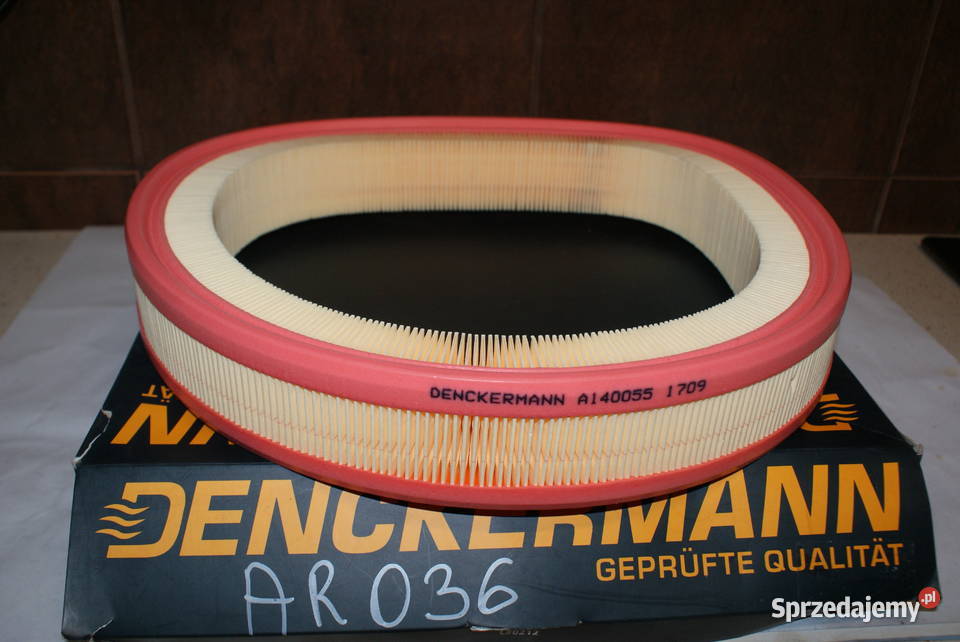 DENCKERMANN A140055 1709
DENCKERMANN
GEPRÜFTE QUALITÄT
AR036
Sprzedajemy.pl